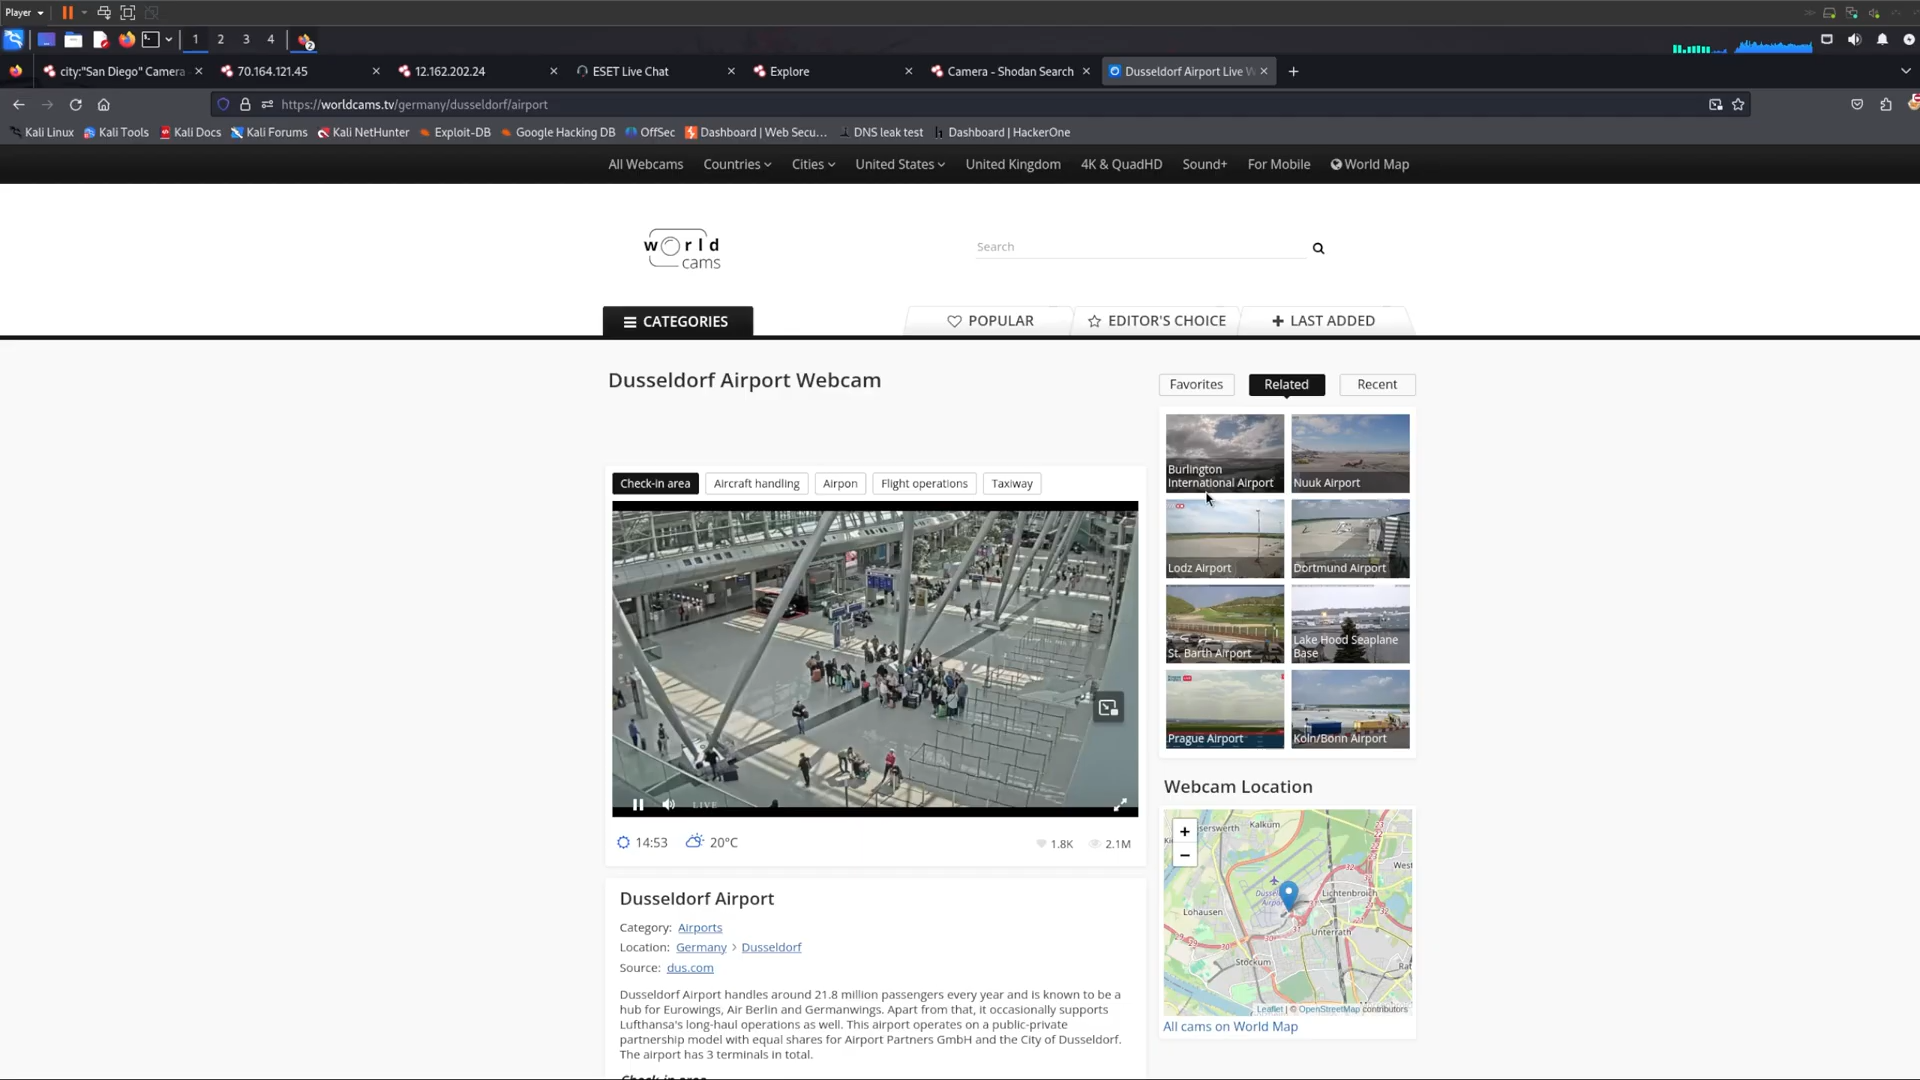 Player
1 2 3 4 2
city:"San Diego" Camera
70.164.121.45
12.162.202.24
ESET Live Chat
Explore
Camera - Shodan Search
Dusseldorf Airport Live W
https://worldcams.tv/germany/dusseldorf/airport
Kali Linux Kali Tools Kali Docs Kali Forums Kali NetHunter Exploit-DB Google Hacking DB OffSec Dashboard | Web Secu... DNS leak test Dashboard | HackerOne
All Webcams Countries Cities United States United Kingdom 4K & QuadHD Sound+ For Mobile World Map
world
cams
Search
CATEGORIES
POPULAR EDITOR'S CHOICE LAST ADDED
Dusseldorf Airport Webcam
Favorites Related Recent
Check-in area Aircraft handling Airpon Flight operations Taxiway
Burlington
International Airport
Nuuk Airport
Lodz Airport
Dortmund Airport
St. Barth Airport
Lake Hood Seaplane
Base
Prague Airport
Koln/Bonn Airport
LIVE
14:53 20°C 1.8K 2.1M
Webcam Location
+
−
Kalkum
Lichtenbroich
Lohausen
Unterrath
Stockum
Leaflet | © OpenStreetMap contributors
All cams on World Map
Dusseldorf Airport
Category: Airports
Location: Germany > Dusseldorf
Source: dus.com
Dusseldorf Airport handles around 21.8 million passengers every year and is known to be a
hub for Eurowings, Air Berlin and Germanwings. Apart from that, it occasionally supports
Lufthansa's long-haul operations as well. This airport operates on a public-private
partnership model with equal shares for Airport Partners GmbH and the City of Dusseldorf.
The airport has 3 terminals in total.
Check-in area